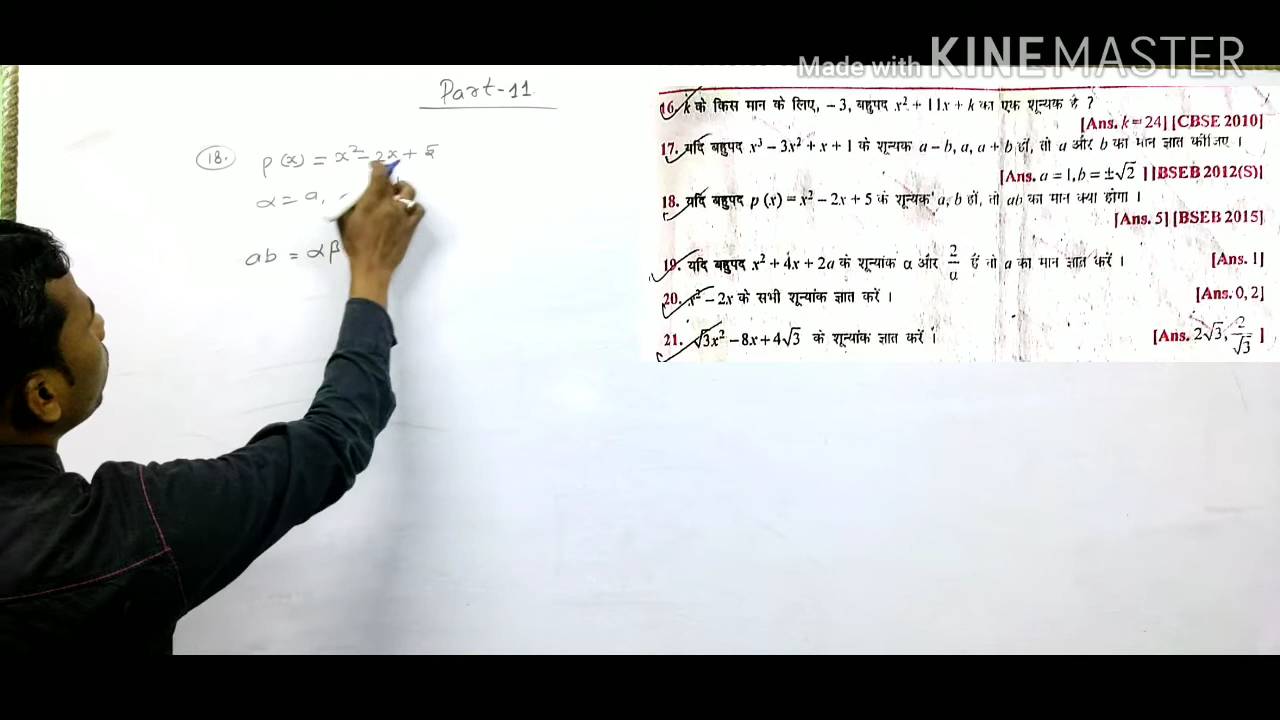 Made with KINEMASTER
Part-11
18. p(x) = x² - 2x + 5
α = a,
ab = αβ
16. k के किस मान के लिए, – 3, बहुपद x² + 11x + k का एक शून्यक है ?
[Ans. k = 24] [CBSE 2010]
17. यदि बहुपद x³ – 3x² + x + 1 के शून्यक a – b, a, a + b हों, तो a और b का मान ज्ञात कीजिए ।
[Ans. a = 1, b = ±√2 ] [BSEB 2012(S)]
18. यदि बहुपद p (x) = x² – 2x + 5 के शून्यक a, b हों, तो ab का मान क्या होगा ।
[Ans. 5] [BSEB 2015]
19. यदि बहुपद x² + 4x + 2a के शून्यांक α और 2/α हैं तो a का मान ज्ञात करें । [Ans. 1]
20. x² – 2x के सभी शून्यांक ज्ञात करें । [Ans. 0, 2]
21. √3x² – 8x + 4√3 के शून्यांक ज्ञात करें । [Ans. 2√3, 2/√3 ]